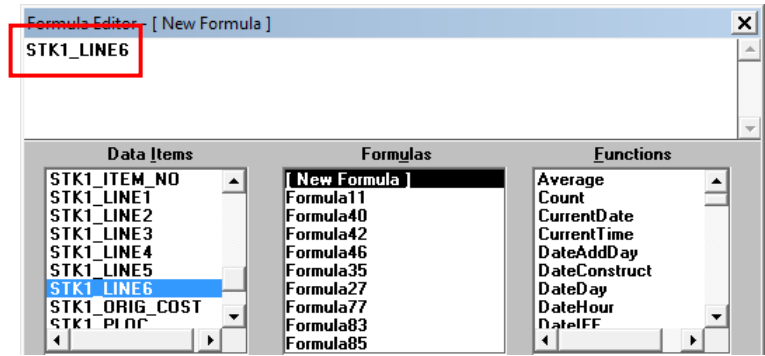 Formula Editor - [ New Formula ]
STK1_LINE6
Data Items
STK1_ITEM_NO
STK1_LINE1
STK1_LINE2
STK1_LINE3
STK1_LINE4
STK1_LINE5
STK1_LINE6
STK1_ORIG_COST
STK1_PLOC
Formulas
[ New Formula ]
Formula11
Formula40
Formula42
Formula46
Formula35
Formula27
Formula77
Formula83
Formula85
Functions
Average
Count
CurrentDate
CurrentTime
DateAddDay
DateConstruct
DateDay
DateHour